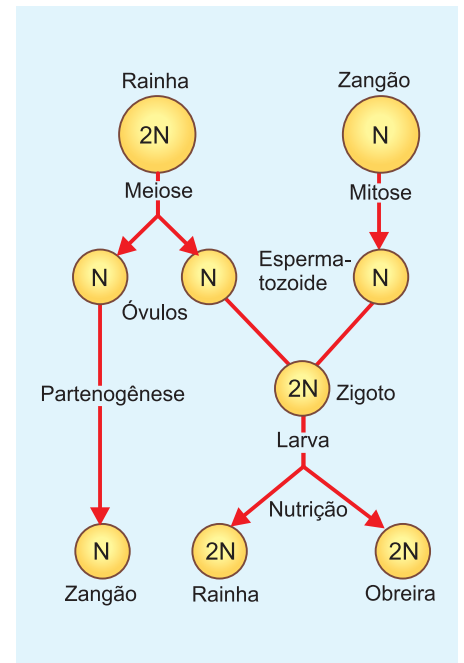 Rainha
Zangão
2N
N
Meiose
Mitose
N
N
Esperma-
tozoide
N
Óvulos
Partenogênese
2N
Zigoto
Larva
Nutrição
N
2N
2N
Zangão
Rainha
Obreira